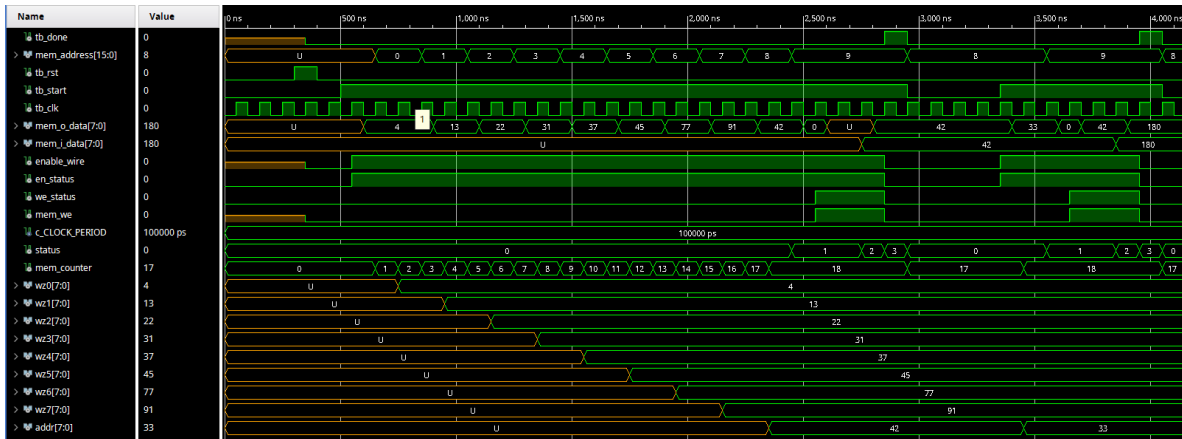 Name Value 0 ns 500 ns 1,000 ns 1,500 ns 2,000 ns 2,500 ns 3,000 ns 3,500 ns 4,000 ns
tb_done 0
mem_address[15:0] 8 U 0 1 2 3 4 5 6 7 8 9 8 9 8
tb_rst 0
tb_start 0
tb_clk 0
1
mem_o_data[7:0] 180 U 4 13 22 31 37 45 77 91 42 0 U 42 33 0 42 180
mem_i_data[7:0] 180 U 42 180
enable_wire 0
en_status 0
we_status 0
mem_we 0
c_CLOCK_PERIOD 100000 ps 100000 ps
status 0 0 1 2 3 0 1 2 3 0
mem_counter 17 0 1 2 3 4 5 6 7 8 9 10 11 12 13 14 15 16 17 18 17 18 17
wz0[7:0] 4 U 4
wz1[7:0] 13 U 13
wz2[7:0] 22 U 22
wz3[7:0] 31 U 31
wz4[7:0] 37 U 37
wz5[7:0] 45 U 45
wz6[7:0] 77 U 77
wz7[7:0] 91 U 91
addr[7:0] 33 U 42 33